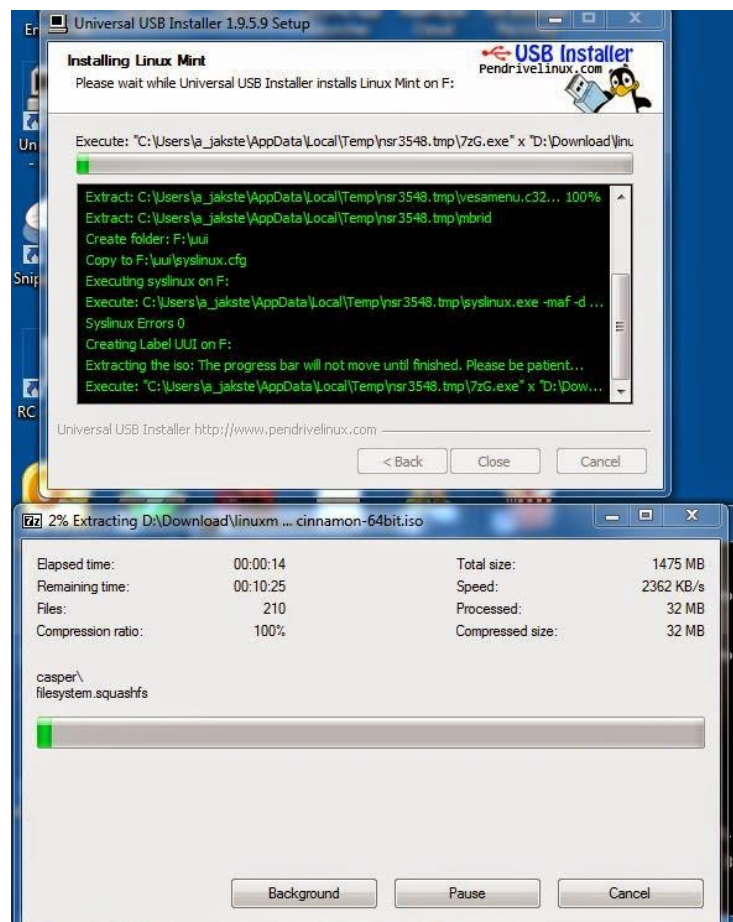 Universal USB Installer 1.9.5.9 Setup
Installing Linux Mint
Please wait while Universal USB Installer installs Linux Mint on F:
USB Installer
Pendrivelinux.com
Execute: "C:\Users\a_jakste\AppData\Local\Temp\nsr3548.tmp\7zG.exe" x "D:\Download\linu
Extract: C:\Users\a_jakste\AppData\Local\Temp\nsr3548.tmp\vesamenu.c32... 100%
Extract: C:\Users\a_jakste\AppData\Local\Temp\nsr3548.tmp\mbrid
Create folder: F:\uui
Copy to F:\uui\syslinux.cfg
Executing syslinux on F:
Execute: C:\Users\a_jakste\AppData\Local\Temp\nsr3548.tmp\syslinux.exe -maf -d ...
Syslinux Errors 0
Creating Label UUI on F:
Extracting the iso: The progress bar will not move until finished. Please be patient...
Execute: "C:\Users\a_jakste\AppData\Local\Temp\nsr3548.tmp\7zG.exe" x "D:\Dow...
Universal USB Installer http://www.pendrivelinux.com
< Back Close Cancel
En
Un
-
Snip
RC
7z 2% Extracting D:\Download\linuxm ... cinnamon-64bit.iso
Elapsed time: 00:00:14 Total size: 1475 MB
Remaining time: 00:10:25 Speed: 2362 KB/s
Files: 210 Processed: 32 MB
Compression ratio: 100% Compressed size: 32 MB
casper\
filesystem.squashfs
Background Pause Cancel